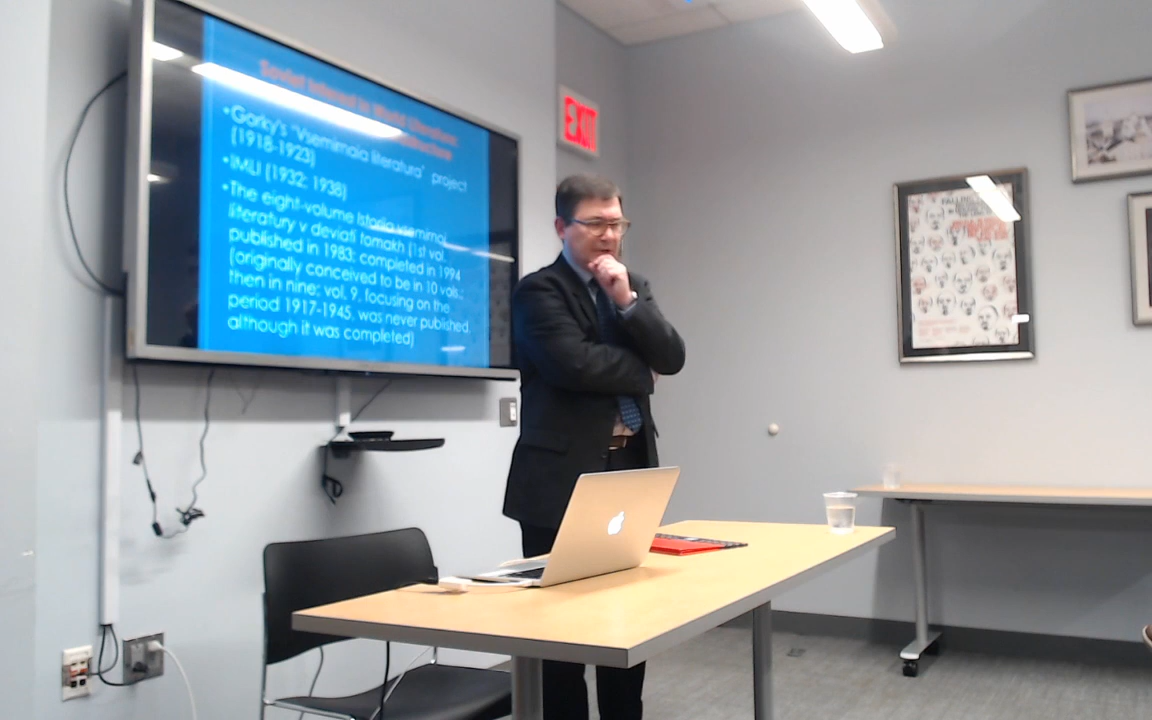 Soviet Interest in World Literature:
Infrastructure
•Gorky's "Vsemirnaia literatura" project
(1918-1923)
•IMLI (1932; 1938)
•The eight-volume Istoriia vsemirnoi
literatury v deviati tomakh (1st vol.
published in 1983; completed in 1994
(originally conceived to be in 10 vols.;
then in nine; vol. 9, focusing on the
period 1917-1945, was never published,
although it was completed)
EXIT